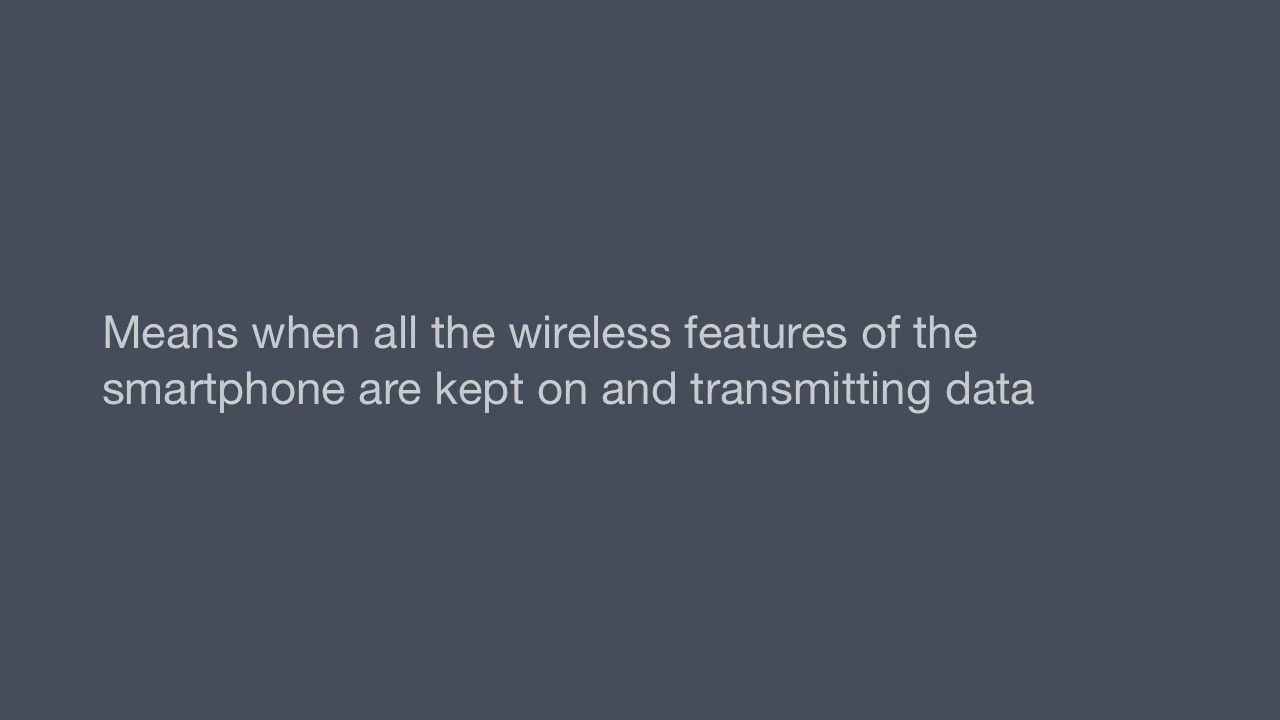 Means when all the wireless features of the
smartphone are kept on and transmitting data